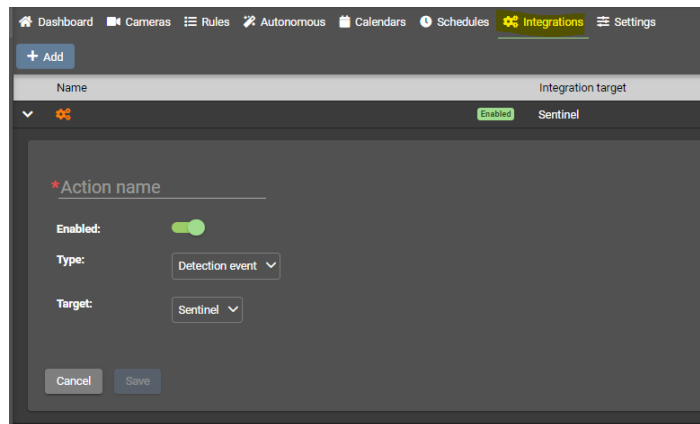 Dashboard Cameras Rules Autonomous Calendars Schedules Integrations Settings
+ Add
Name Integration target
Enabled Sentinel
*Action name
Enabled:
Type: Detection event
Target: Sentinel
Cancel Save